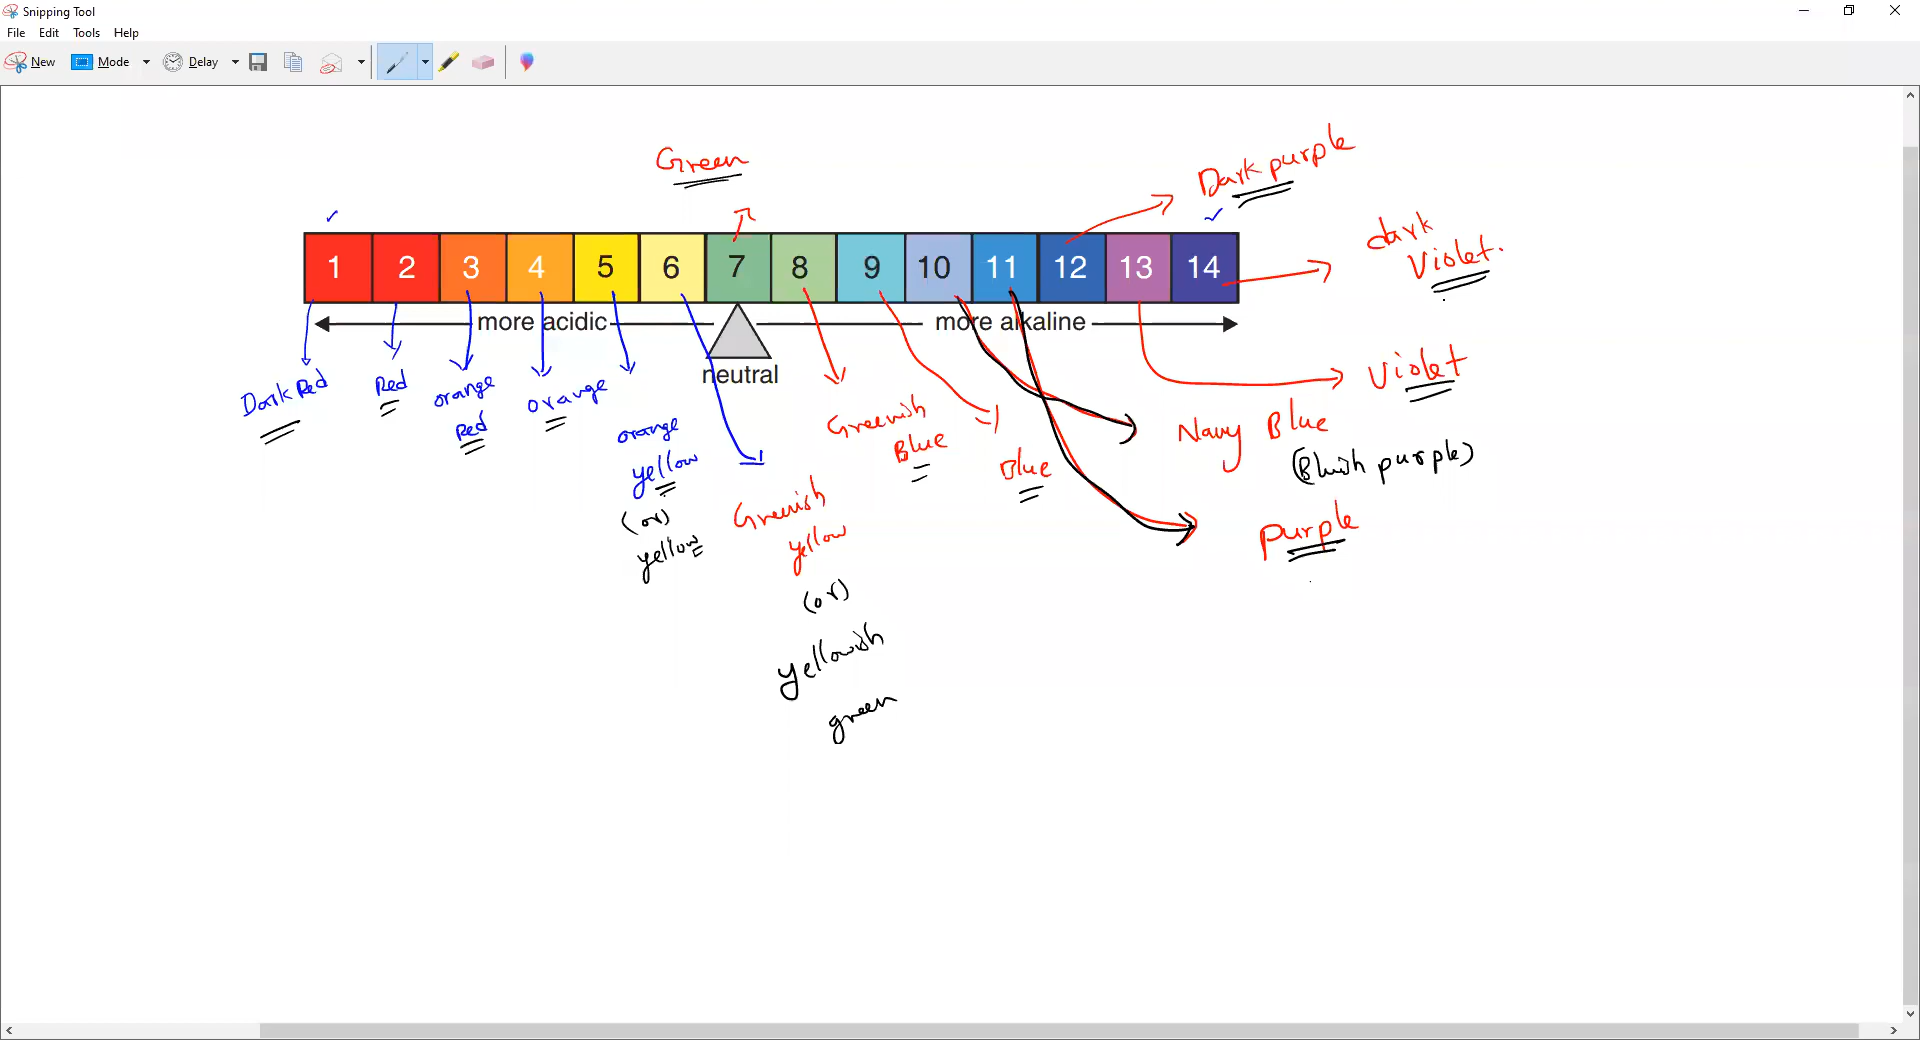 Snipping Tool
File Edit Tools Help
New Mode Delay
Green
Dark purple
dark
Violet.
1 2 3 4 5 6 7 8 9 10 11 12 13 14
more acidic
more alkaline
neutral
Dark Red
Red
orange
Red
orange
orange
yellow
(or)
yellow
Greenish
yellow
(or)
yellowish
green
Greenish
Blue
Blue
Violet
Navy Blue
(Bluish purple)
purple